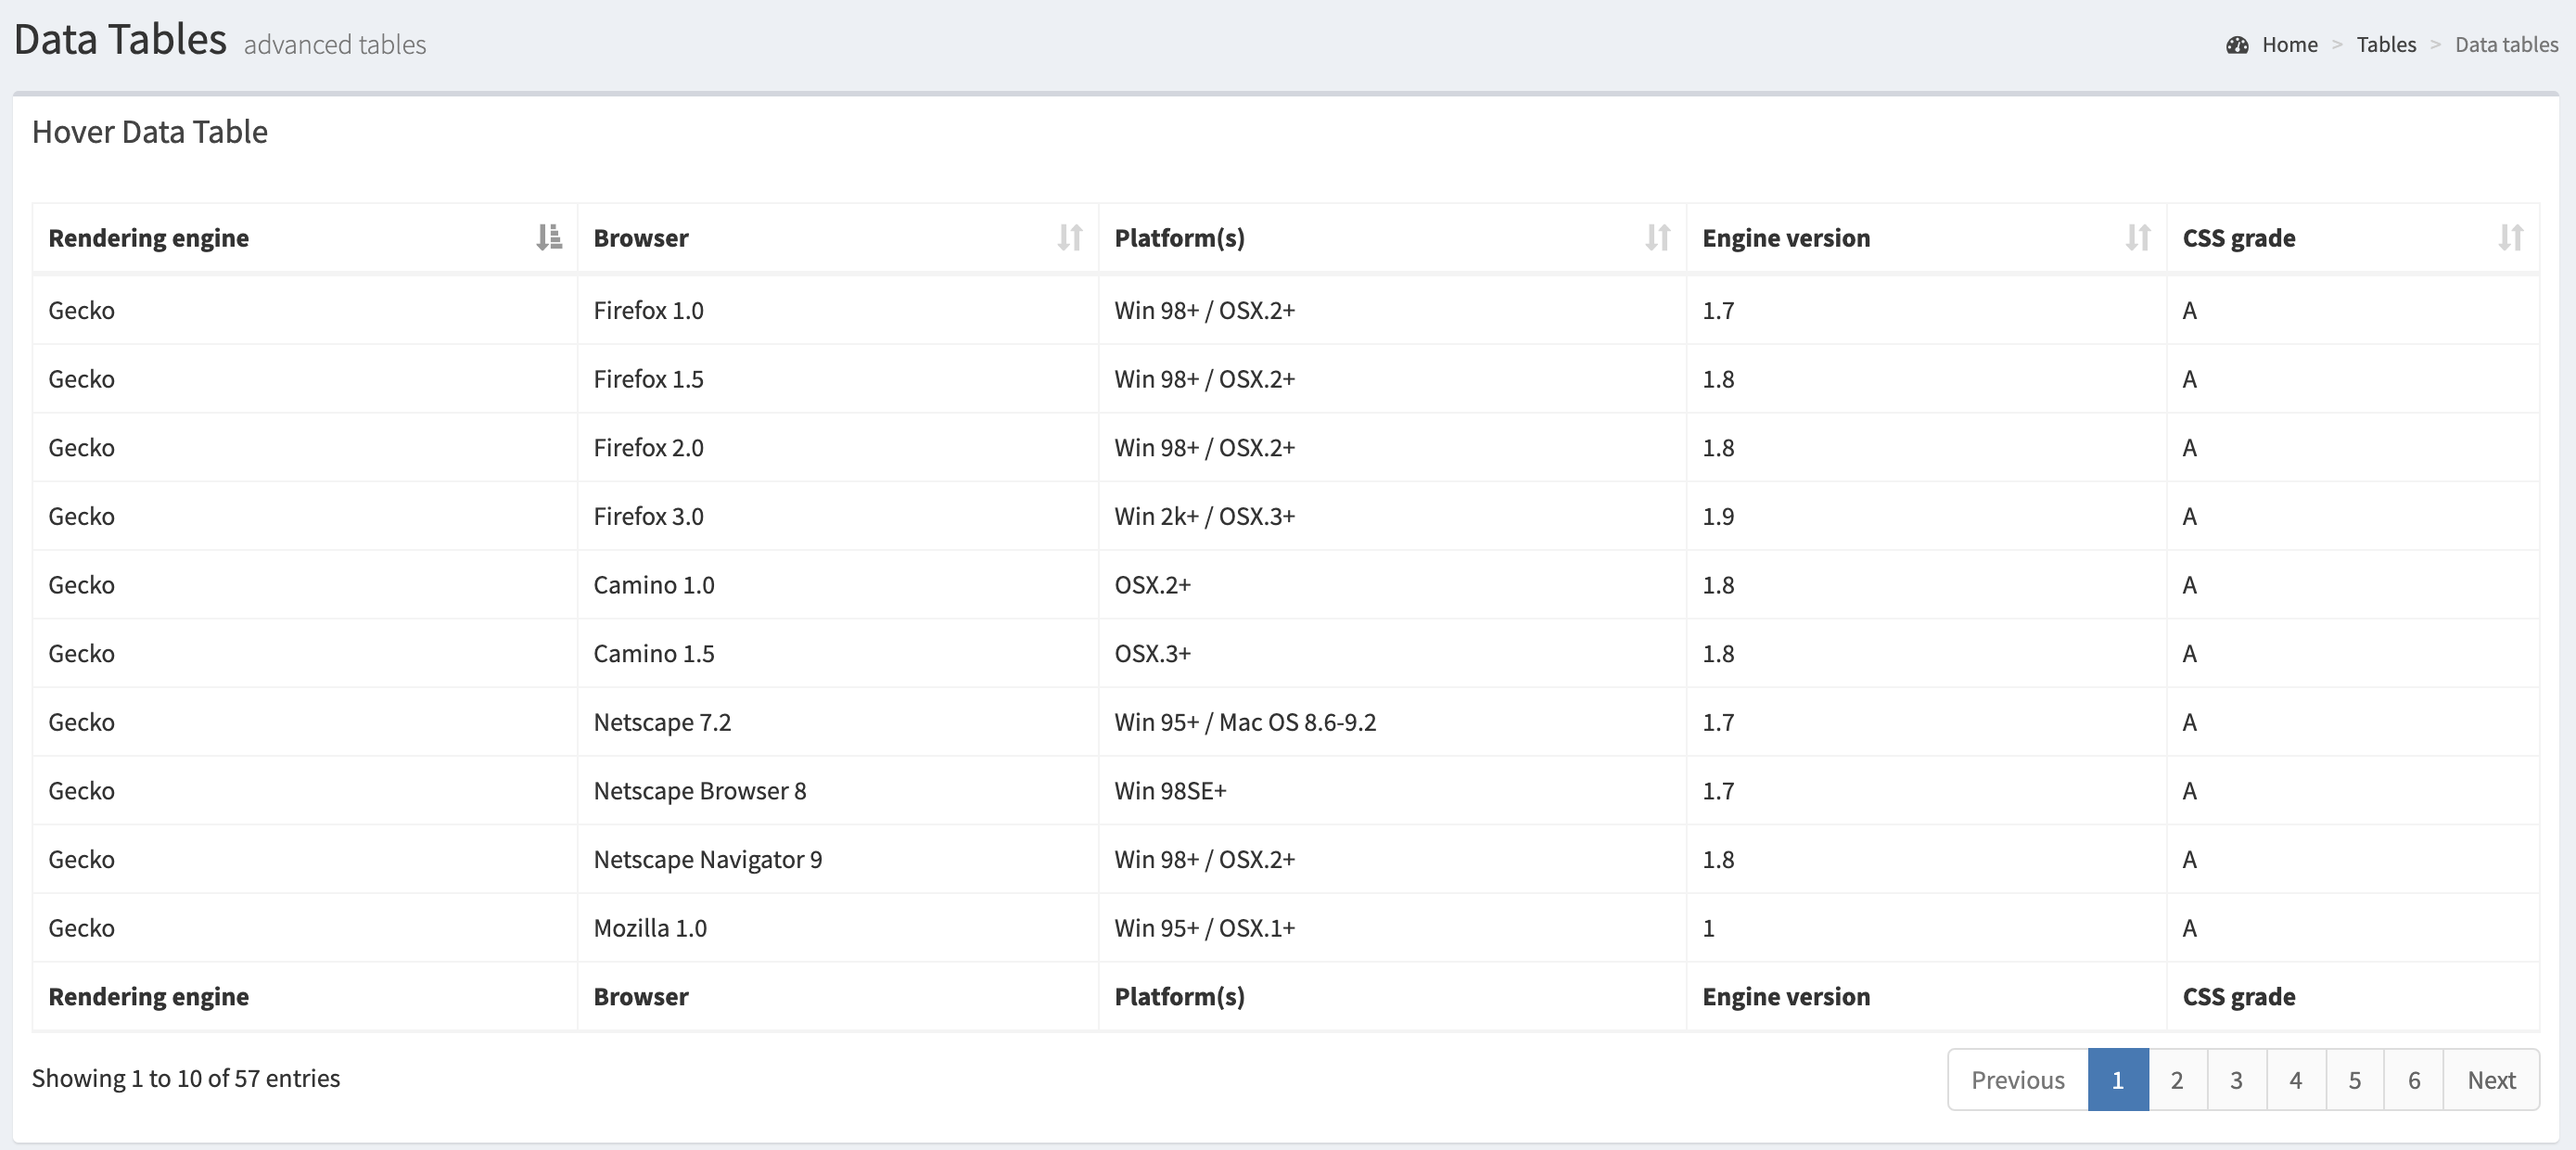 Data Tables advanced tables
Home > Tables > Data tables
Hover Data Table
Rendering engine Browser Platform(s) Engine version CSS grade
Gecko Firefox 1.0 Win 98+ / OSX.2+ 1.7 A
Gecko Firefox 1.5 Win 98+ / OSX.2+ 1.8 A
Gecko Firefox 2.0 Win 98+ / OSX.2+ 1.8 A
Gecko Firefox 3.0 Win 2k+ / OSX.3+ 1.9 A
Gecko Camino 1.0 OSX.2+ 1.8 A
Gecko Camino 1.5 OSX.3+ 1.8 A
Gecko Netscape 7.2 Win 95+ / Mac OS 8.6-9.2 1.7 A
Gecko Netscape Browser 8 Win 98SE+ 1.7 A
Gecko Netscape Navigator 9 Win 98+ / OSX.2+ 1.8 A
Gecko Mozilla 1.0 Win 95+ / OSX.1+ 1 A
Rendering engine Browser Platform(s) Engine version CSS grade
Showing 1 to 10 of 57 entries
Previous 1 2 3 4 5 6 Next